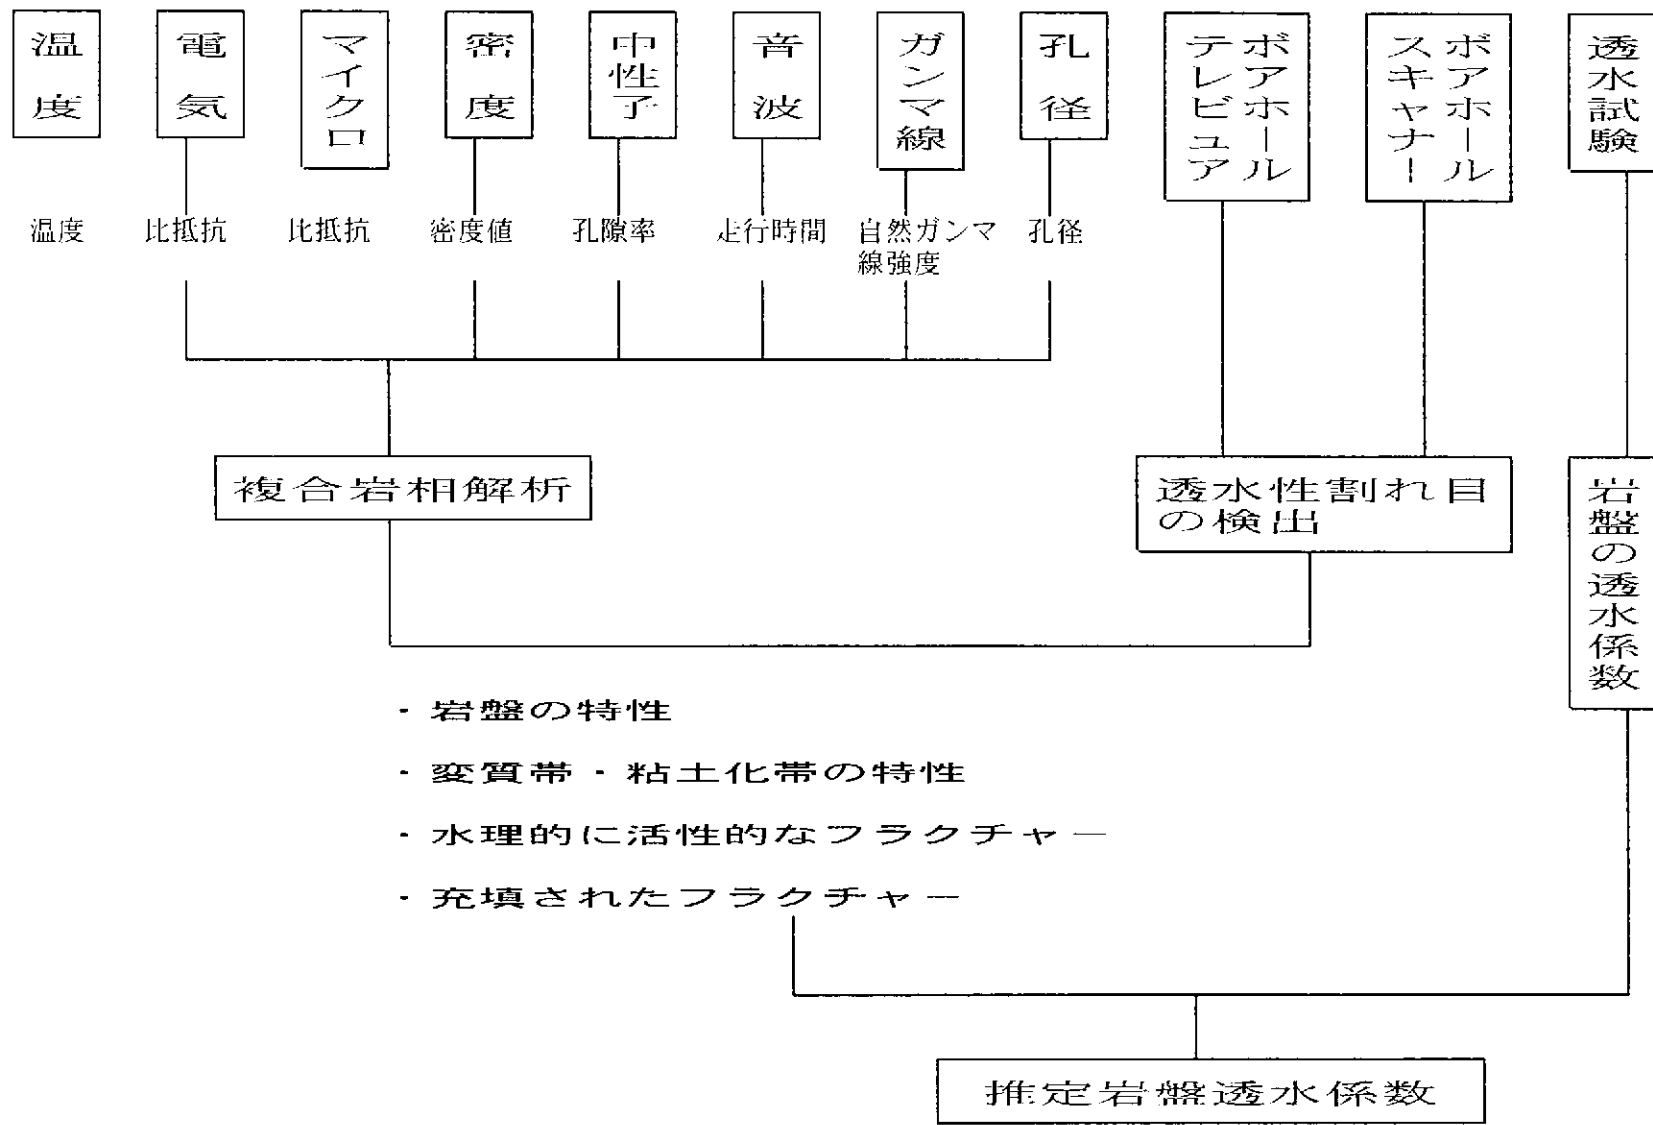 温度
電気
マイクロ
密度
中性子
音波
ガンマ線
孔径
ボアホール
テレビュア
ボアホール
スキャナー
透水試験
温度
比抵抗
比抵抗
密度値
孔隙率
走行時間
自然ガンマ
線強度
孔径
複合岩相解析
透水性割れ目
の検出
岩盤の透水係数
・岩盤の特性
・変質帯・粘土化帯の特性
・水理的に活性的なフラクチャー
・充填されたフラクチャー
推定岩盤透水係数